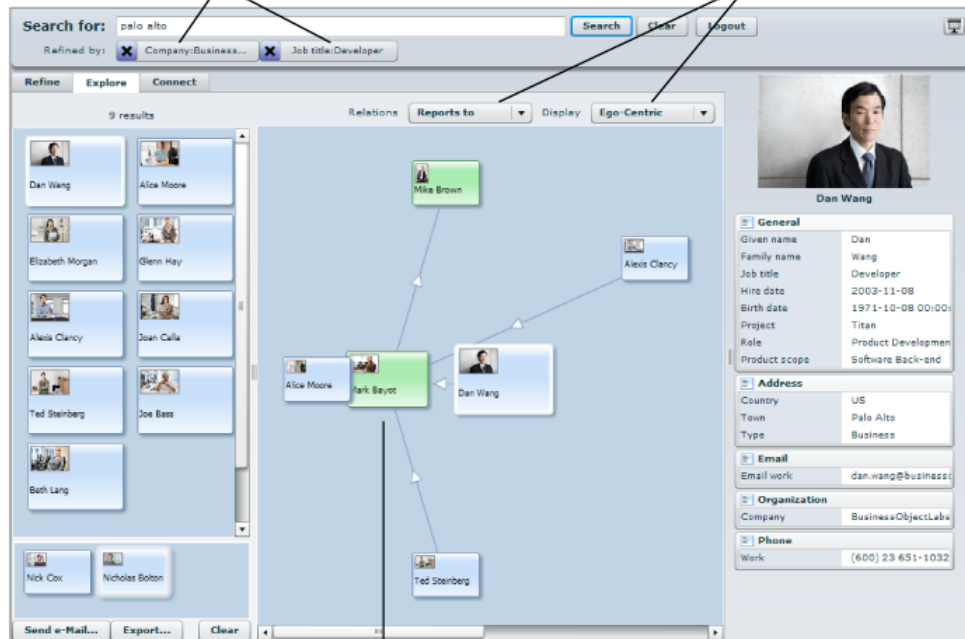 Search for: palo alto Search Clear Logout
Refined by: Company:Business... Job title:Developer
Refine Explore Connect
9 results
Dan Wang Alice Moore
Elizabeth Morgan Glenn Hay
Alexis Clancy Joan Calla
Ted Steinberg Joe Bass
Beth Lang
Nick Cox Nicholas Bolton
Send e-Mail... Export... Clear
Relations Reports to Display Ego-Centric
Mike Brown
Alexis Clancy
Alice Moore Mark Bayot Dan Wang
Ted Steinberg
Dan Wang
General
Given name Dan
Family name Wang
Job title Developer
Hire date 2003-11-08
Birth date 1971-10-08 00:00:
Project Titan
Role Product Developmen
Product scope Software Back-end
Address
Country US
Town Palo Alto
Type Business
Email
Email work dan.wang@business
Organization
Company BusinessObjectLabs
Phone
Work (600) 23 651-1032